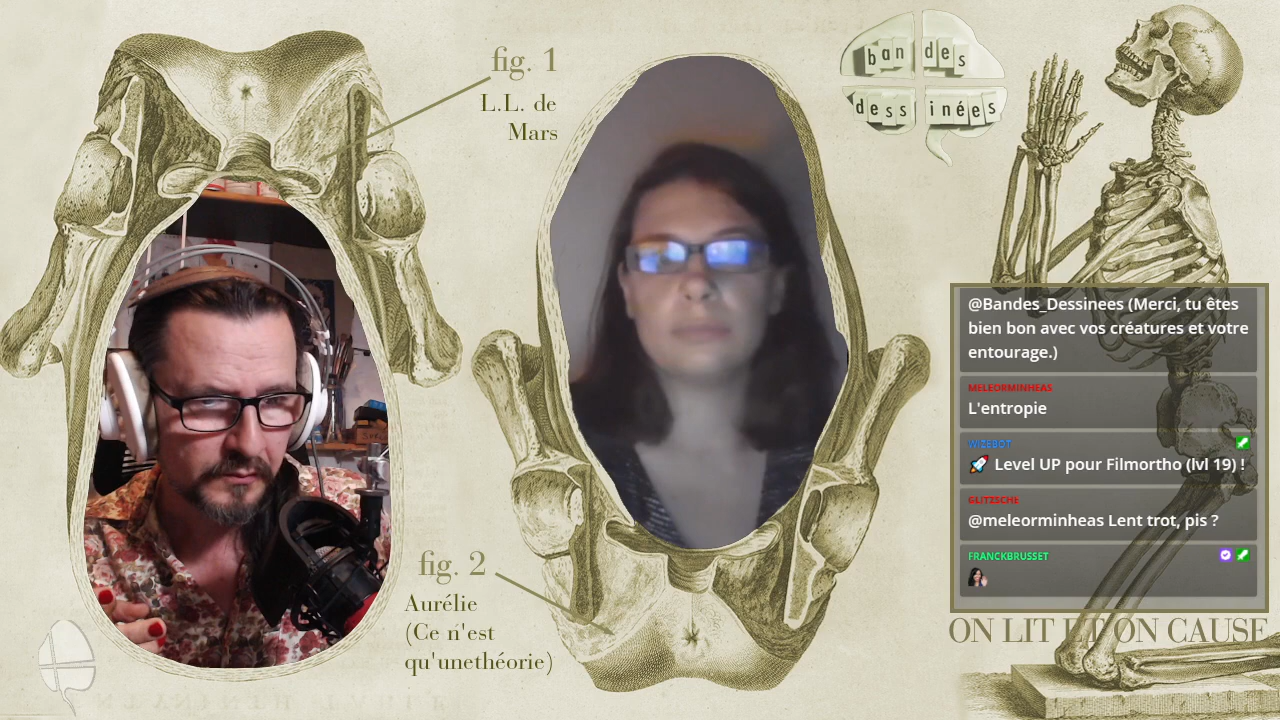 fig. 1
L.L. de
Mars
ban des
dess inées
@Bandes_Dessinees (Merci, tu êtes
bien bon avec vos créatures et votre
entourage.)
MELEORMINHEAS
L'entropie
WIZEBOT
🚀 Level UP pour Filmortho (lvl 19) !
GLITZSCHE
@meleorminheas Lent trot, pis ?
FRANCKBRUSSET
fig. 2
Aurélie
(Ce n'est
qu'unethéorie)
ON LIT ET ON CAUSE